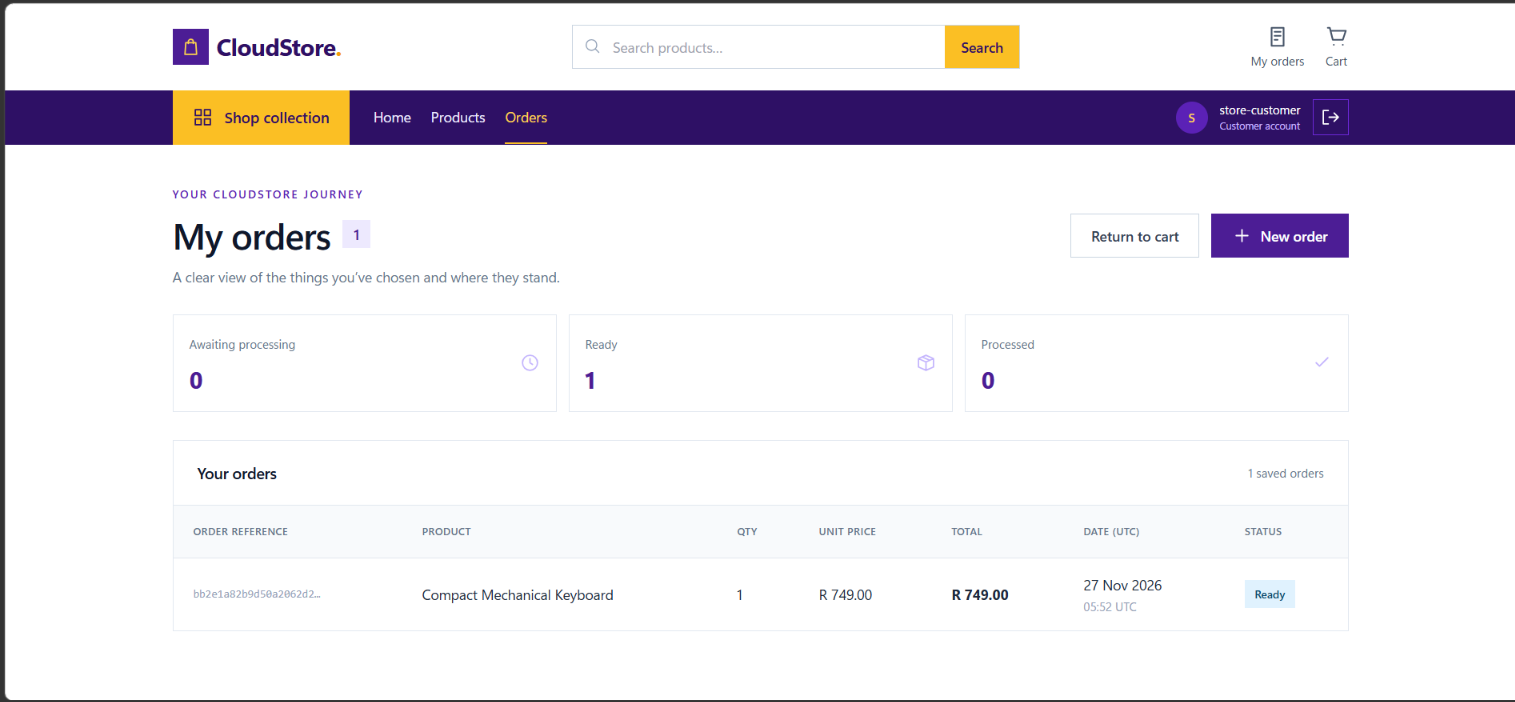 CloudStore.
Search products...
Search
My orders
Cart
Shop collection
Home
Products
Orders
S
store-customer
Customer account
YOUR CLOUDSTORE JOURNEY
My orders 1
A clear view of the things you’ve chosen and where they stand.
Return to cart
+ New order
Awaiting processing
0
Ready
1
Processed
0
Your orders
1 saved orders
ORDER REFERENCE PRODUCT QTY UNIT PRICE TOTAL DATE (UTC) STATUS
bb2e1a82b9d50a2062d2… Compact Mechanical Keyboard 1 R 749.00 R 749.00 27 Nov 2026 Ready
05:52 UTC